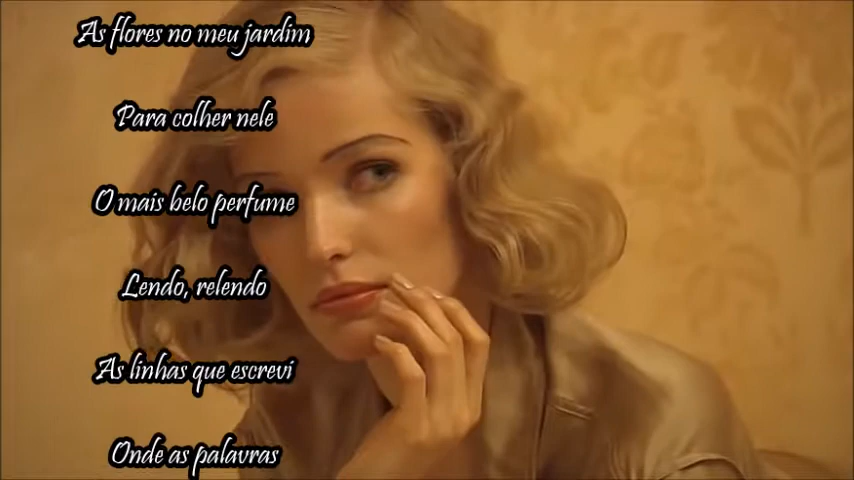 As flores no meu jardim
Para colher nele
O mais belo perfume
Lendo, relendo
As linhas que escrevi
Onde as palavras